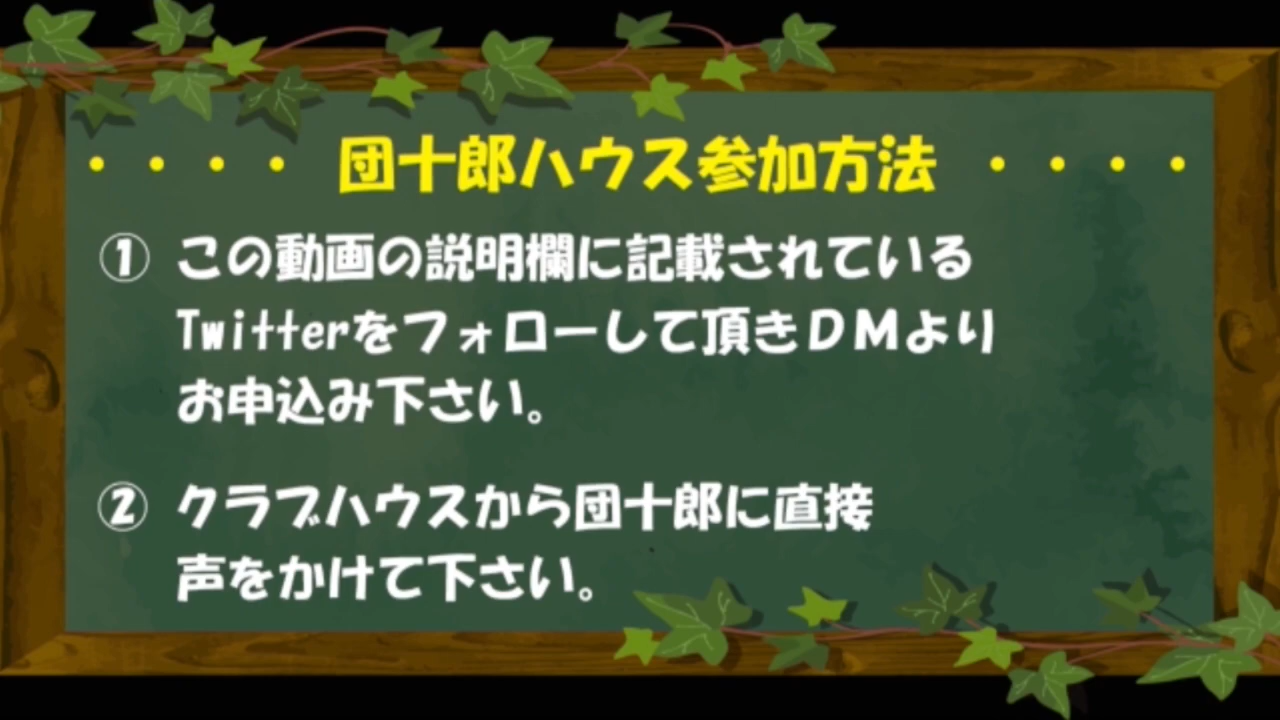 ・・・・ 団十郎ハウス参加方法 ・・・・
① この動画の説明欄に記載されている
Twitterをフォローして頂きＤＭより
お申込み下さい。
② クラブハウスから団十郎に直接
声をかけて下さい。